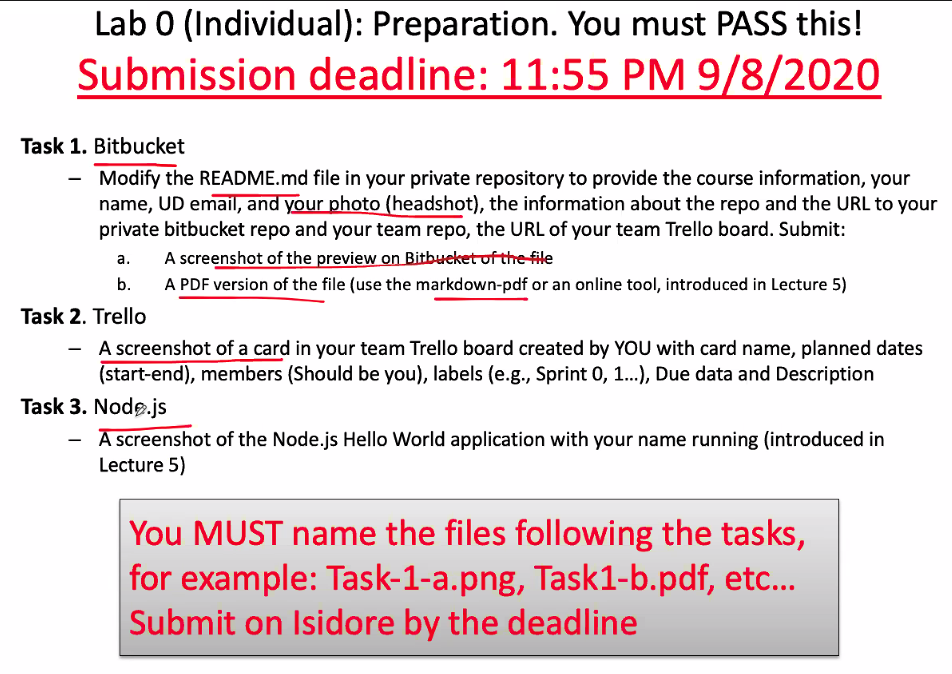 Lab 0 (Individual): Preparation. You must PASS this!
Submission deadline: 11:55 PM 9/8/2020
Task 1. Bitbucket
– Modify the README.md file in your private repository to provide the course information, your
name, UD email, and your photo (headshot), the information about the repo and the URL to your
private bitbucket repo and your team repo, the URL of your team Trello board. Submit:
a. A screenshot of the preview on Bitbucket of the file
b. A PDF version of the file (use the markdown-pdf or an online tool, introduced in Lecture 5)
Task 2. Trello
– A screenshot of a card in your team Trello board created by YOU with card name, planned dates
(start-end), members (Should be you), labels (e.g., Sprint 0, 1...), Due data and Description
Task 3. Node.js
– A screenshot of the Node.js Hello World application with your name running (introduced in
Lecture 5)
You MUST name the files following the tasks,
for example: Task-1-a.png, Task1-b.pdf, etc...
Submit on Isidore by the deadline